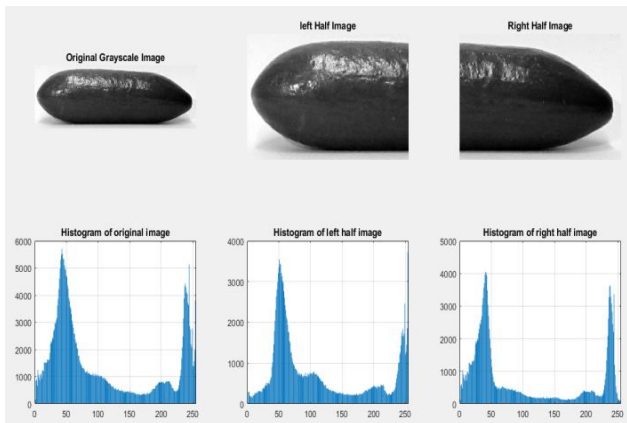 left Half Image
Right Half Image
Original Grayscale Image
Histogram of original image
6000
5000
4000
3000
2000
1000
0
0 50 100 150 200 250
Histogram of left half image
4000
3000
2000
1000
0
0 50 100 150 200 250
Histogram of right half image
5000
4000
3000
2000
1000
0
0 50 100 150 200 250